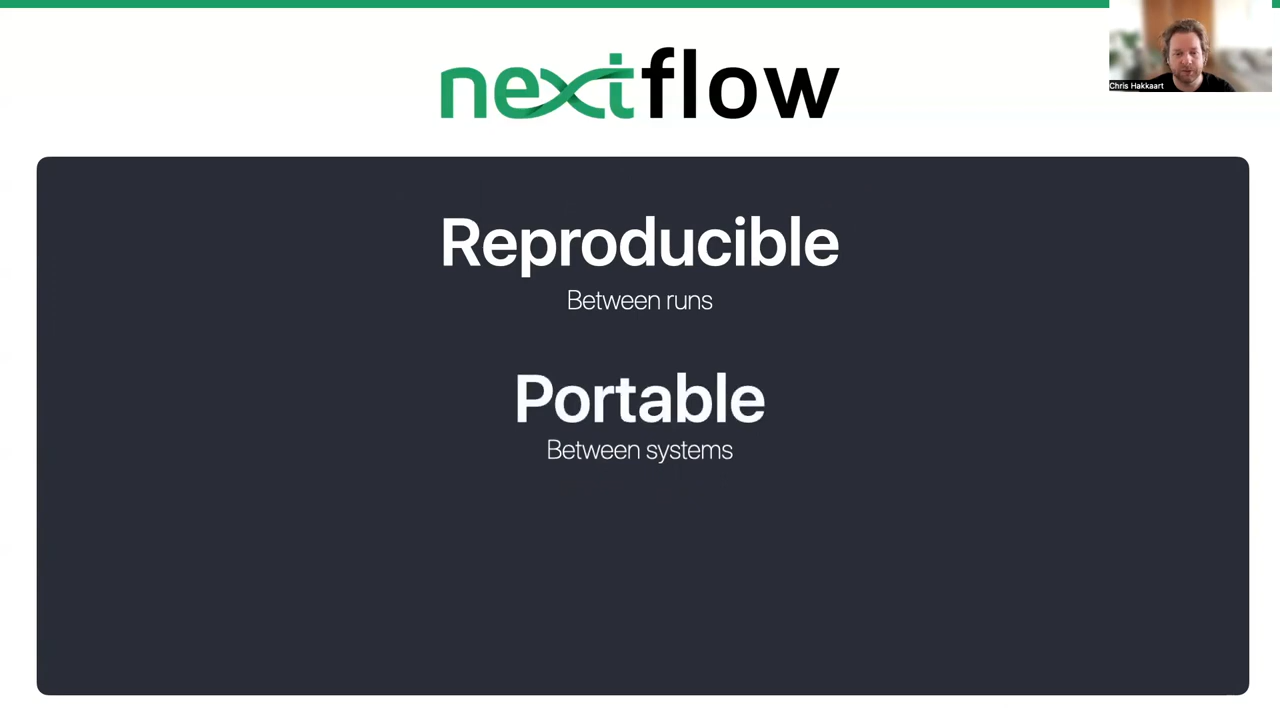 nextflow
Chris Hakkaart
Reproducible
Between runs
Portable
Between systems